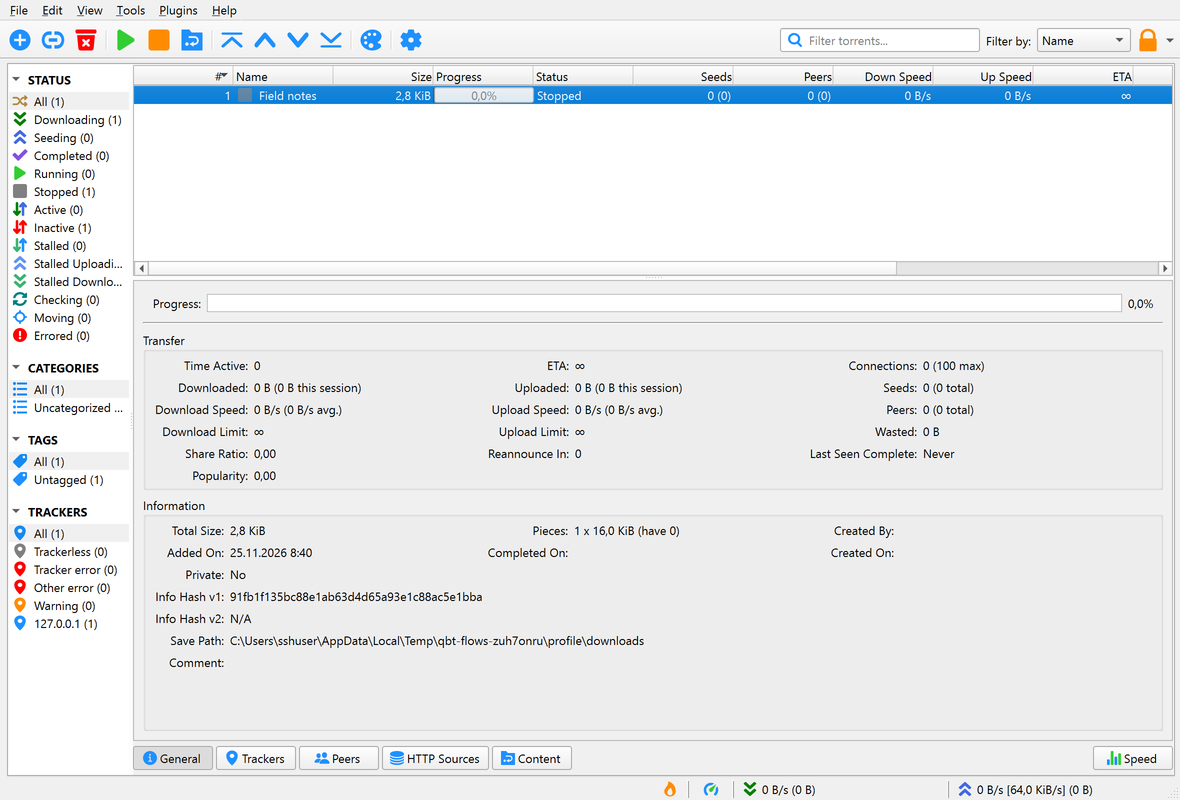 File Edit View Tools Plugins Help
Filter torrents... Filter by: Name
STATUS
All (1)
Downloading (1)
Seeding (0)
Completed (0)
Running (0)
Stopped (1)
Active (0)
Inactive (1)
Stalled (0)
Stalled Uploadi...
Stalled Downlo...
Checking (0)
Moving (0)
Errored (0)
CATEGORIES
All (1)
Uncategorized ...
TAGS
All (1)
Untagged (1)
TRACKERS
All (1)
Trackerless (0)
Tracker error (0)
Other error (0)
Warning (0)
127.0.0.1 (1)
# Name Size Progress Status Seeds Peers Down Speed Up Speed ETA
1 Field notes 2,8 KiB 0,0% Stopped 0 (0) 0 (0) 0 B/s 0 B/s ∞
Progress: 0,0%
Transfer
Time Active: 0 ETA: ∞ Connections: 0 (100 max)
Downloaded: 0 B (0 B this session) Uploaded: 0 B (0 B this session) Seeds: 0 (0 total)
Download Speed: 0 B/s (0 B/s avg.) Upload Speed: 0 B/s (0 B/s avg.) Peers: 0 (0 total)
Download Limit: ∞ Upload Limit: ∞ Wasted: 0 B
Share Ratio: 0,00 Reannounce In: 0 Last Seen Complete: Never
Popularity: 0,00
Information
Total Size: 2,8 KiB Pieces: 1 x 16,0 KiB (have 0) Created By:
Added On: 25.11.2026 8:40 Completed On: Created On:
Private: No
Info Hash v1: 91fb1f135bc88e1ab63d4d65a93e1c88ac5e1bba
Info Hash v2: N/A
Save Path: C:\Users\sshuser\AppData\Local\Temp\qbt-flows-zuh7onru\profile\downloads
Comment:
General Trackers Peers HTTP Sources Content Speed
0 B/s (0 B) 0 B/s [64,0 KiB/s] (0 B)